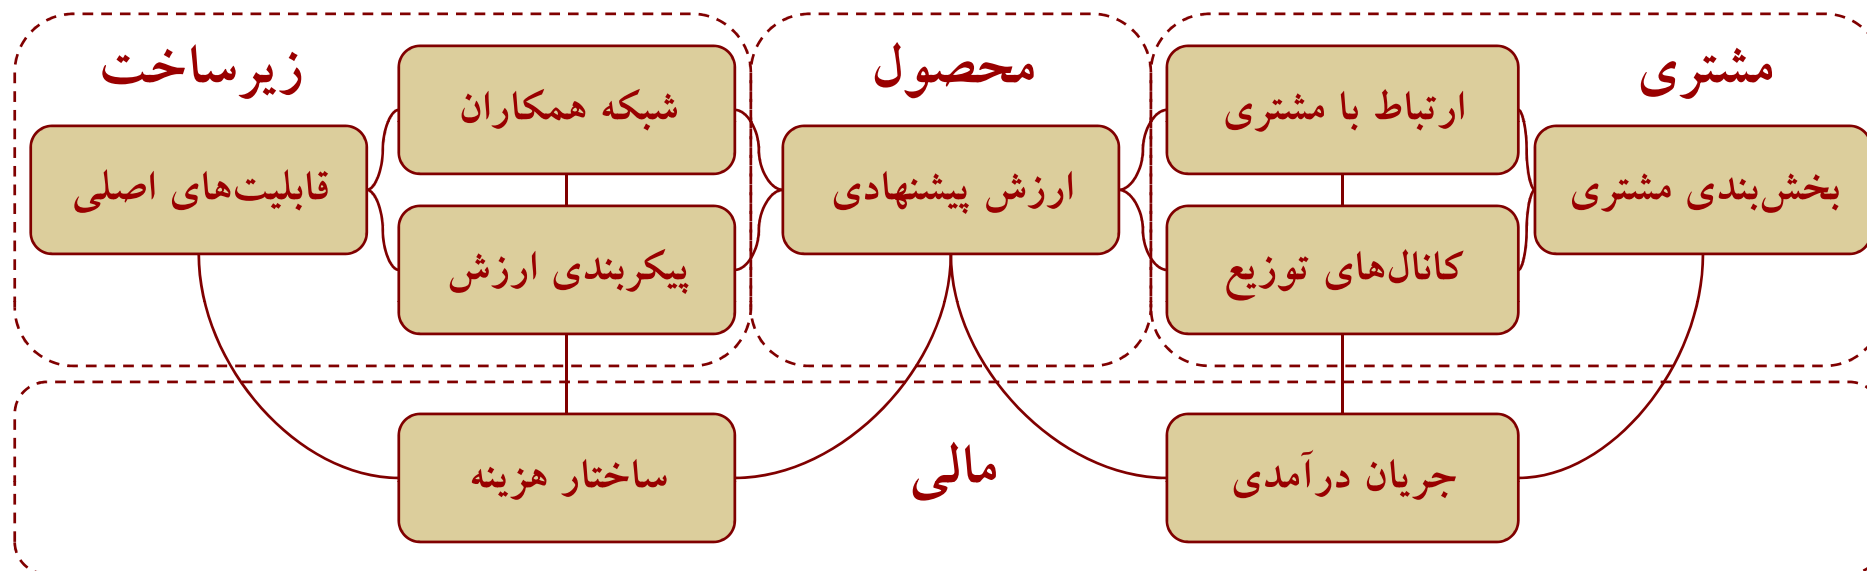 مشتری
ارتباط با مشتری
بخش‌بندی مشتری
کانال‌های توزیع
محصول
ارزش پیشنهادی
زیرساخت
شبکه همکاران
قابلیت‌های اصلی
پیکربندی ارزش
مالی
جریان درآمدی
ساختار هزینه